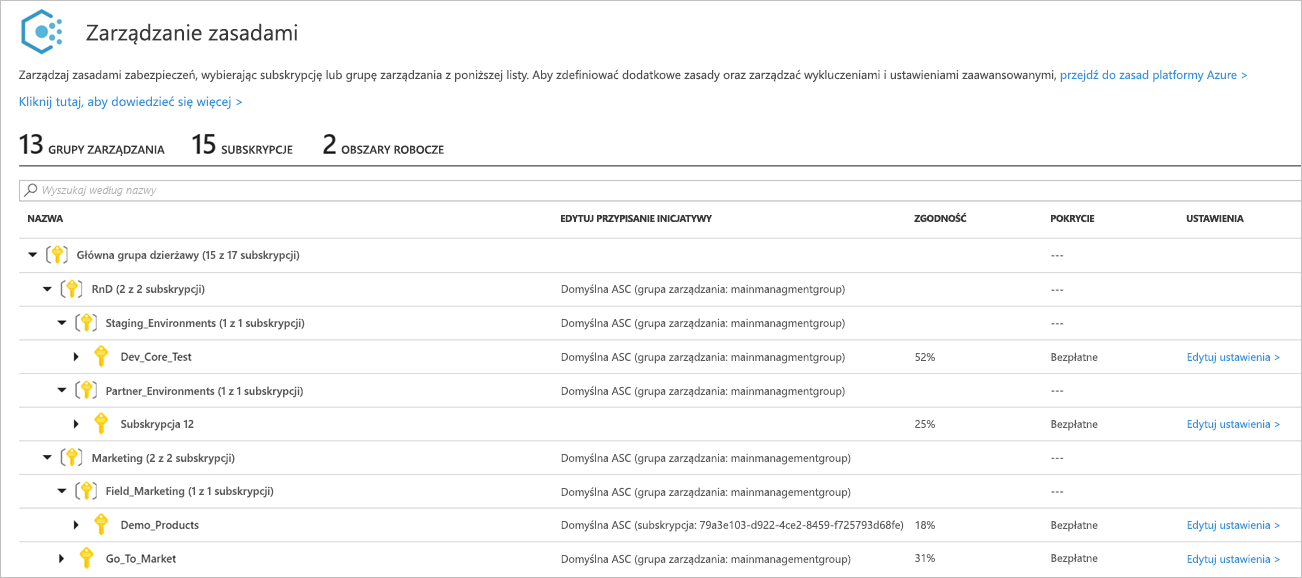 Zarządzanie zasadami
Zarządzaj zasadami zabezpieczeń, wybierając subskrypcję lub grupę zarządzania z poniższej listy. Aby zdefiniować dodatkowe zasady oraz zarządzać wykluczeniami i ustawieniami zaawansowanymi, przejdź do zasad platformy Azure >
Kliknij tutaj, aby dowiedzieć się więcej >
13 GRUPY ZARZĄDZANIA 15 SUBSKRYPCJE 2 OBSZARY ROBOCZE
Wyszukaj według nazwy
NAZWA EDYTUJ PRZYPISANIE INICJATYWY ZGODNOŚĆ POKRYCIE USTAWIENIA
Główna grupa dzierżawy (15 z 17 subskrypcji) ---
RnD (2 z 2 subskrypcji) Domyślna ASC (grupa zarządzania: mainmanagmentgroup) ---
Staging_Environments (1 z 1 subskrypcji) Domyślna ASC (grupa zarządzania: mainmanagmentgroup) ---
Dev_Core_Test Domyślna ASC (grupa zarządzania: mainmanagmentgroup) 52% Bezpłatne Edytuj ustawienia >
Partner_Environments (1 z 1 subskrypcji) Domyślna ASC (grupa zarządzania: mainmanagmentgroup) ---
Subskrypcja 12 25% Bezpłatne Edytuj ustawienia >
Marketing (2 z 2 subskrypcji) Domyślna ASC (grupa zarządzania: mainmanagementgroup) ---
Field_Marketing (1 z 1 subskrypcji) Domyślna ASC (grupa zarządzania: mainmanagementgroup) ---
Demo_Products Domyślna ASC (subskrypcja: 79a3e103-d922-4ce2-8459-f725793d68fe) 18% Bezpłatne Edytuj ustawienia >
Go_To_Market Domyślna ASC (grupa zarządzania: mainmanagementgroup) 31% Bezpłatne Edytuj ustawienia >